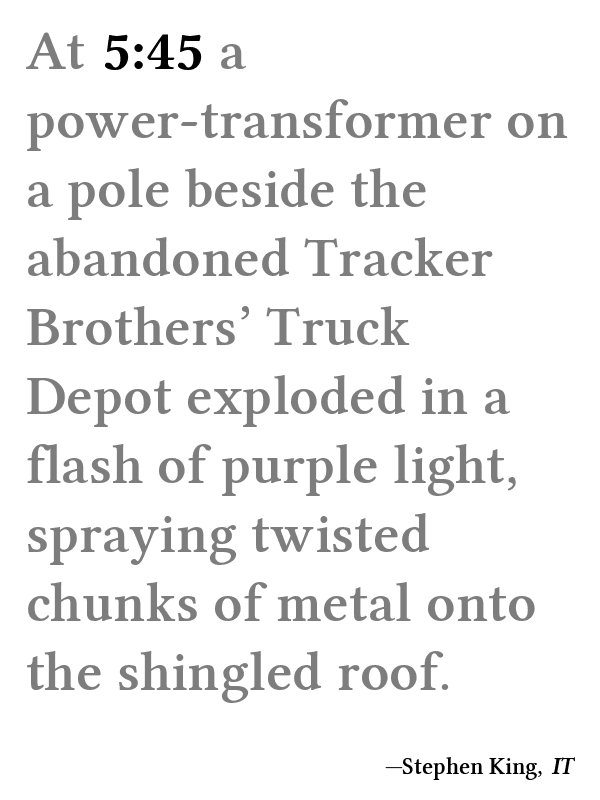 At 5:45 a
power-transformer on
a pole beside the
abandoned Tracker
Brothers’ Truck
Depot exploded in a
flash of purple light,
spraying twisted
chunks of metal onto
the shingled roof.
—Stephen King, IT